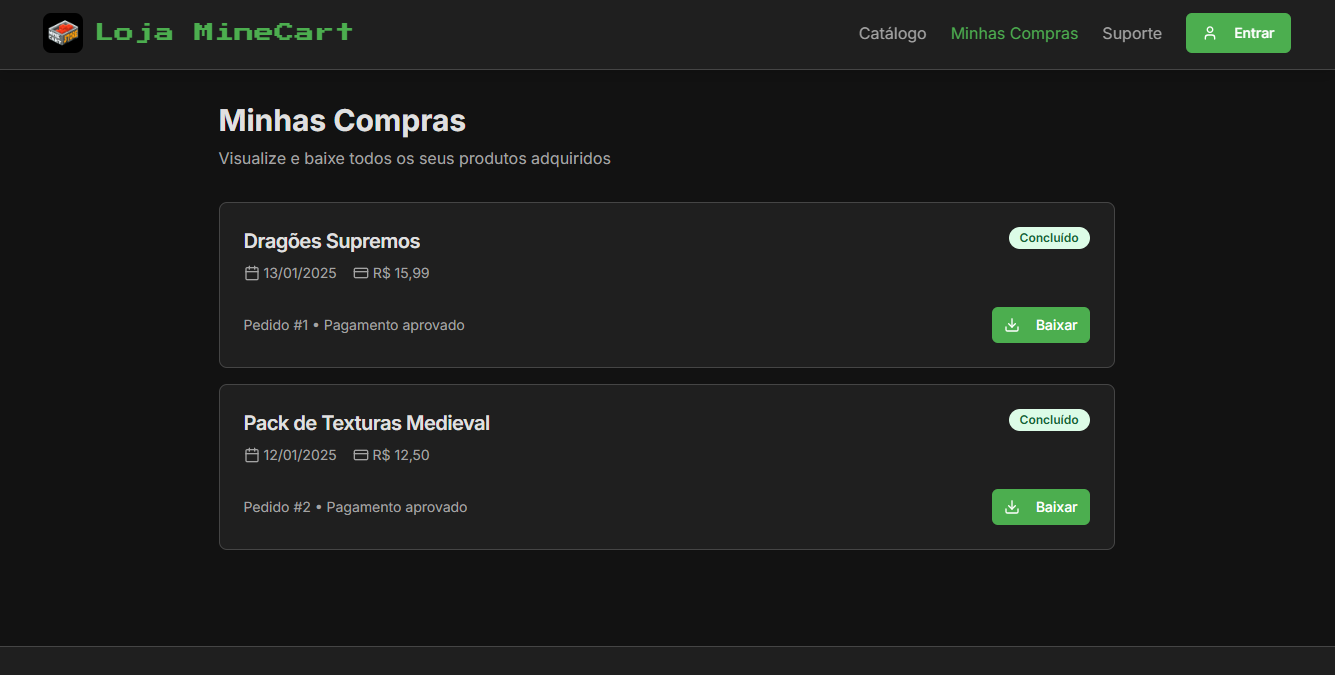 Loja MineCart
Catálogo
Minhas Compras
Suporte
Entrar
Minhas Compras
Visualize e baixe todos os seus produtos adquiridos
Dragões Supremos
Concluído
13/01/2025
R$ 15,99
Pedido #1 • Pagamento aprovado
Baixar
Pack de Texturas Medieval
Concluído
12/01/2025
R$ 12,50
Pedido #2 • Pagamento aprovado
Baixar